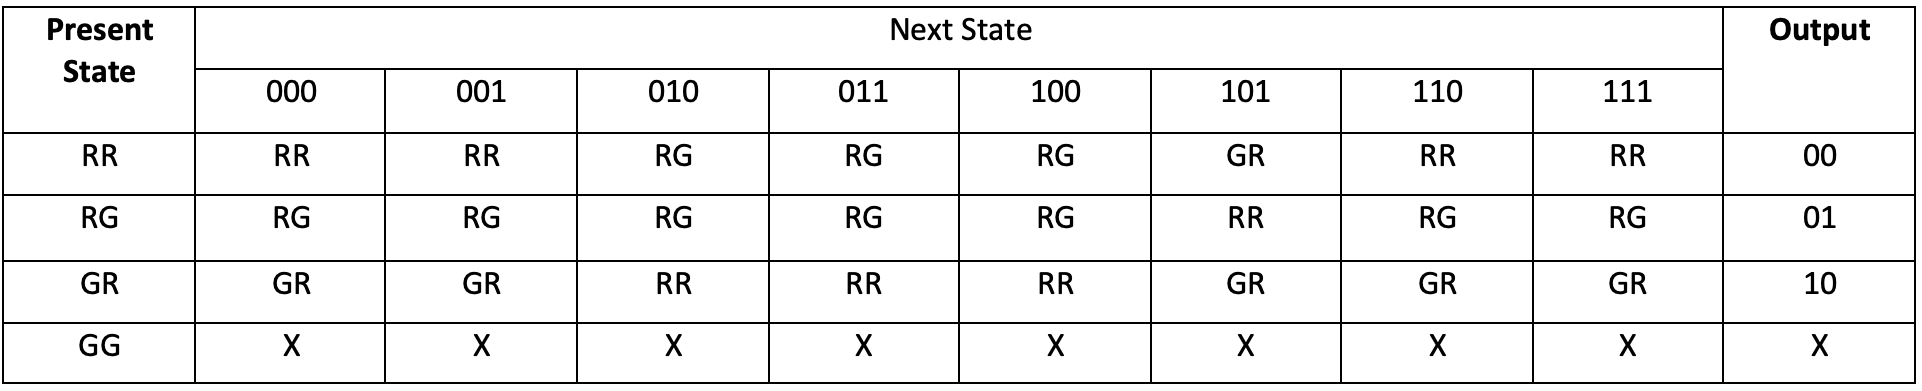 Present State Next State Output
000 001 010 011 100 101 110 111
RR RR RR RG RG RG GR RR RR 00
RG RG RG RG RG RG RR RG RG 01
GR GR GR RR RR RR GR GR GR 10
GG X X X X X X X X X